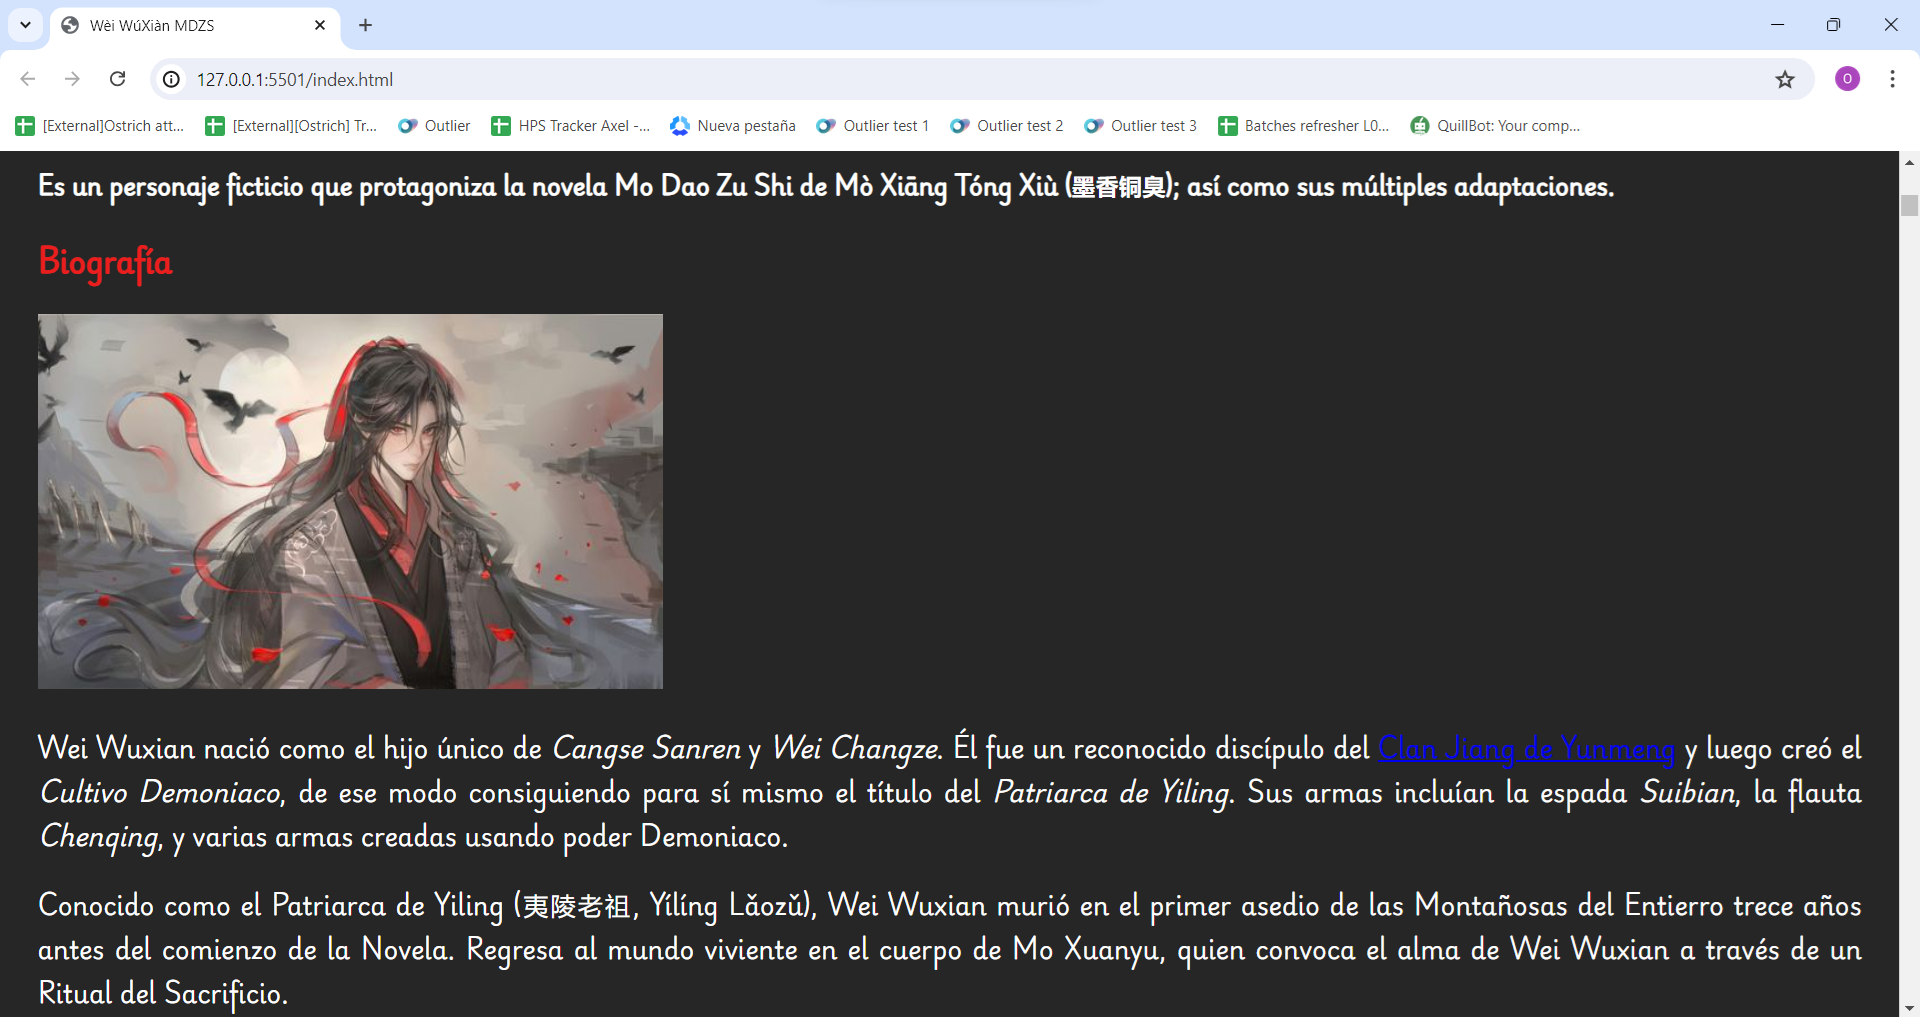 Wèi WúXiàn MDZS
127.0.0.1:5501/index.html
O
[External]Ostrich att...
[External][Ostrich] Tr...
Outlier
HPS Tracker Axel -...
Nueva pestaña
Outlier test 1
Outlier test 2
Outlier test 3
Batches refresher L0...
QuillBot: Your comp...
Es un personaje ficticio que protagoniza la novela Mo Dao Zu Shi de Mò Xiāng Tóng Xiù (墨香铜臭); así como sus múltiples adaptaciones.
Biografía
Wei Wuxian nació como el hijo único de Cangse Sanren y Wei Changze. Él fue un reconocido discípulo del Clan Jiang de Yunmeng y luego creó el
Cultivo Demoniaco, de ese modo consiguiendo para sí mismo el título del Patriarca de Yiling. Sus armas incluían la espada Suibian, la flauta
Chenqing, y varias armas creadas usando poder Demoniaco.
Conocido como el Patriarca de Yiling (夷陵老祖, Yílíng Lǎozǔ), Wei Wuxian murió en el primer asedio de las Montañosas del Entierro trece años
antes del comienzo de la Novela. Regresa al mundo viviente en el cuerpo de Mo Xuanyu, quien convoca el alma de Wei Wuxian a través de un
Ritual del Sacrificio.